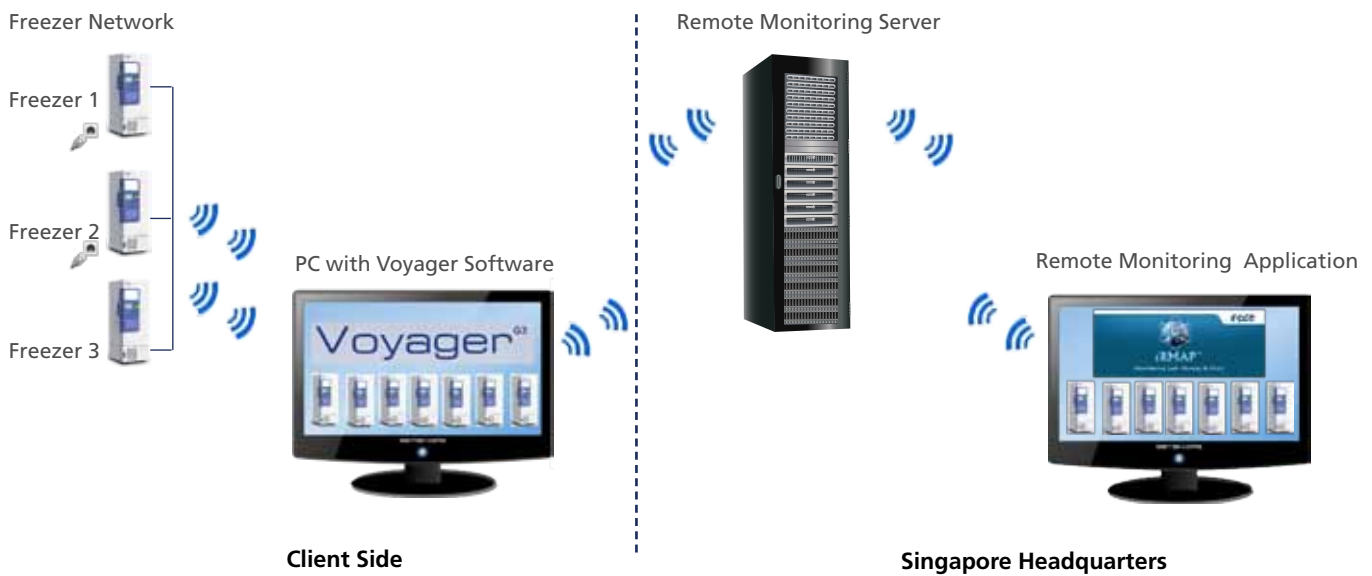 Freezer Network
Remote Monitoring Server
Freezer 1
Freezer 2
Freezer 3
PC with Voyager Software
Voyager
Remote Monitoring Application
iRMAP
Client Side
Singapore Headquarters